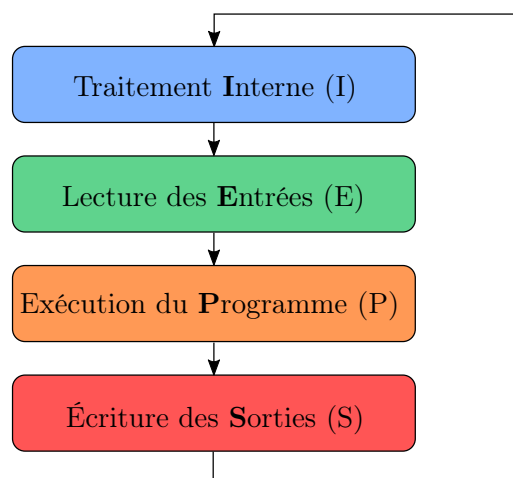 Traitement Interne (I)
Lecture des Entrées (E)
Exécution du Programme (P)
Écriture des Sorties (S)